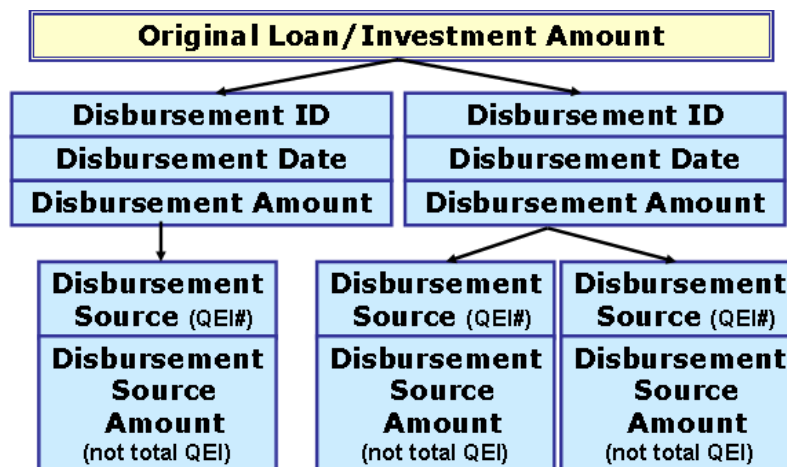 Original Loan/Investment Amount
Disbursement ID
Disbursement Date
Disbursement Amount
Disbursement ID
Disbursement Date
Disbursement Amount
Disbursement
Source (QEI#)
Disbursement
Source
Amount
(not total QEI)
Disbursement
Source (QEI#)
Disbursement
Source
Amount
(not total QEI)
Disbursement
Source (QEI#)
Disbursement
Source
Amount
(not total QEI)